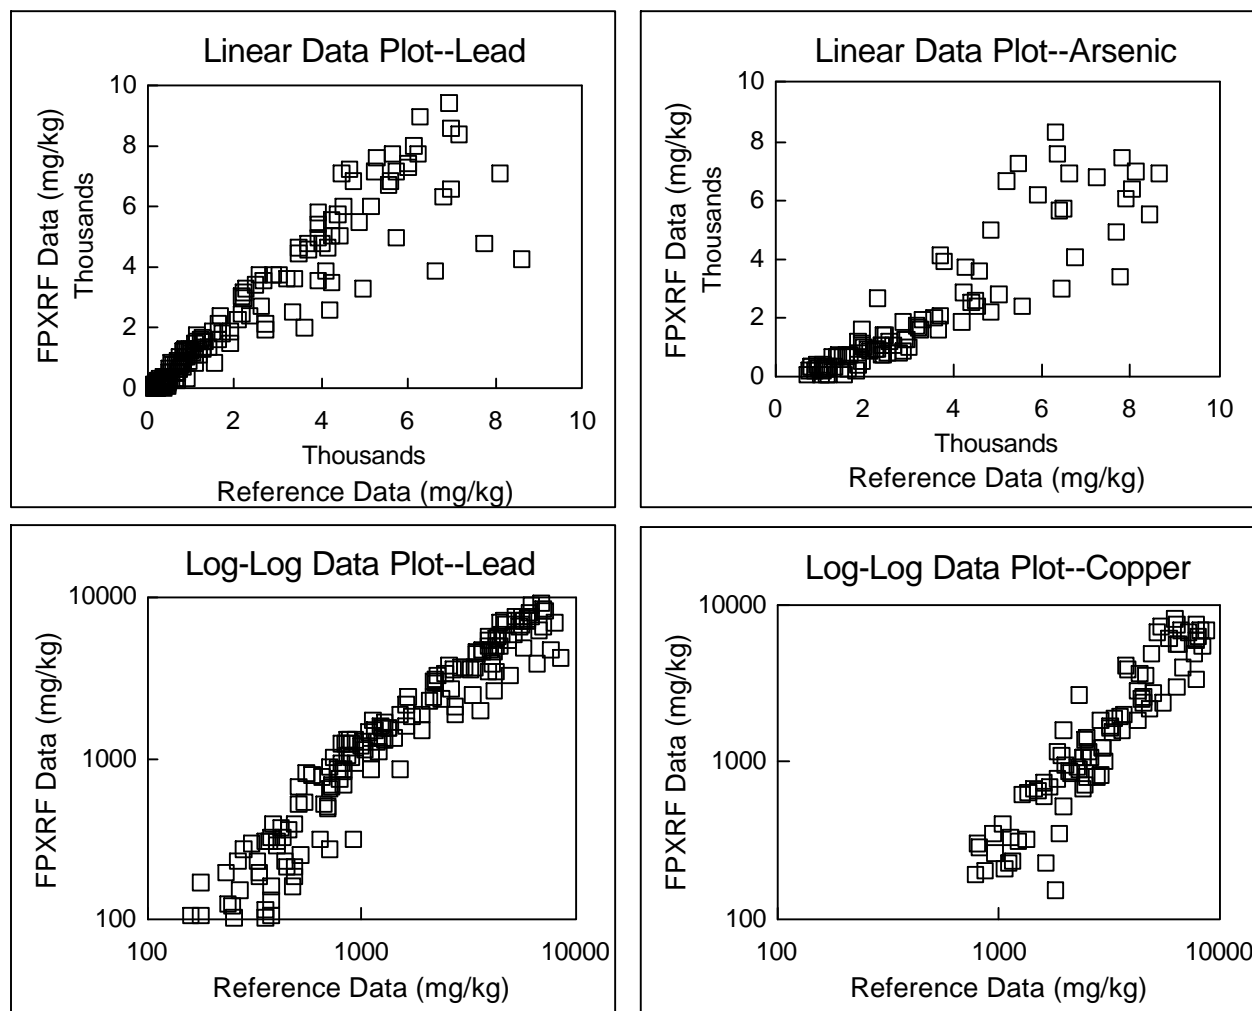 Linear Data Plot--Lead
FPXRF Data (mg/kg)
Thousands
10
8
6
4
2
0
0 2 4 6 8 10
Thousands
Reference Data (mg/kg)
Linear Data Plot--Arsenic
FPXRF Data (mg/kg)
Thousands
10
8
6
4
2
0
0 2 4 6 8 10
Thousands
Reference Data (mg/kg)
Log-Log Data Plot--Lead
FPXRF Data (mg/kg)
10000
1000
100
100 1000 10000
Reference Data (mg/kg)
Log-Log Data Plot--Copper
FPXRF Data (mg/kg)
10000
1000
100
100 1000 10000
Reference Data (mg/kg)